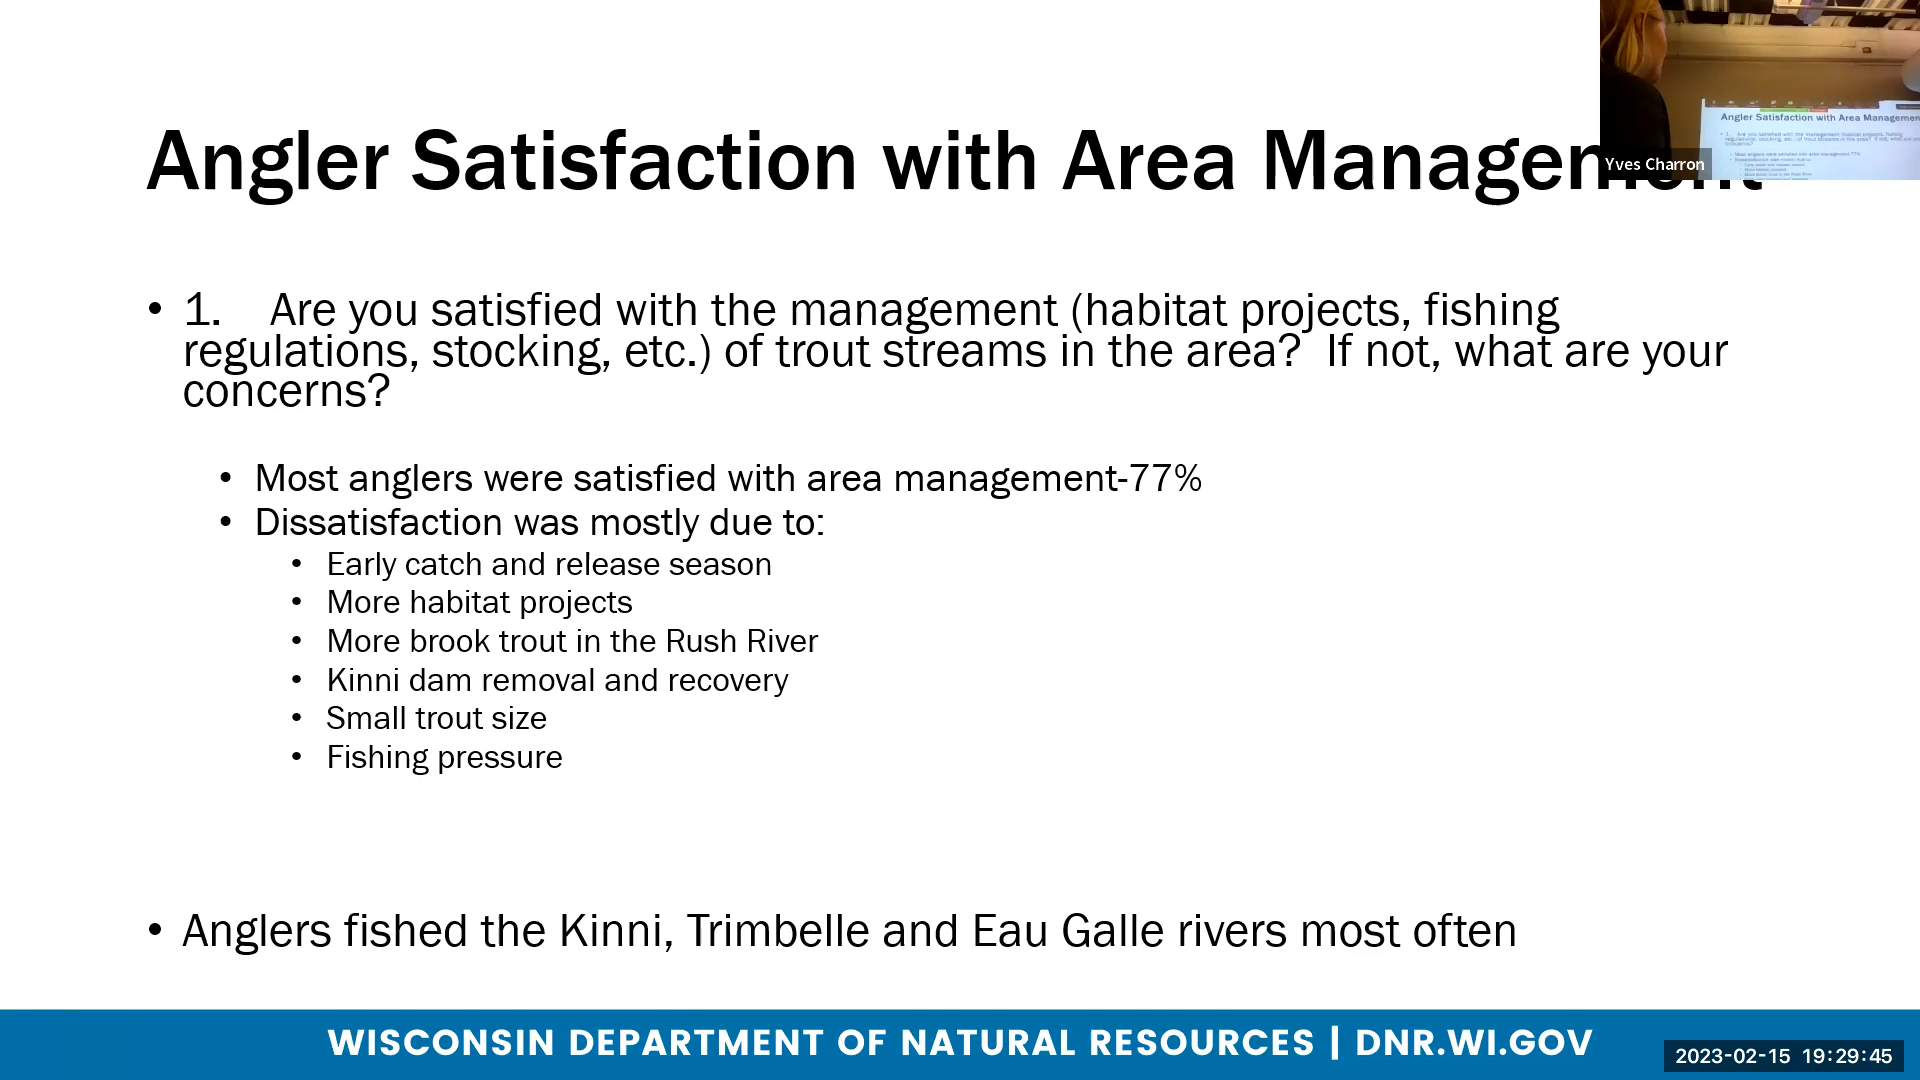 Angler Satisfaction with Area Management
• 1. Are you satisfied with the management (habitat projects, fishing
regulations, stocking, etc.) of trout streams in the area? If not, what are your
concerns?
• Most anglers were satisfied with area management-77%
• Dissatisfaction was mostly due to:
• Early catch and release season
• More habitat projects
• More brook trout in the Rush River
• Kinni dam removal and recovery
• Small trout size
• Fishing pressure
• Anglers fished the Kinni, Trimbelle and Eau Galle rivers most often
WISCONSIN DEPARTMENT OF NATURAL RESOURCES | DNR.WI.GOV
2023-02-15 19:29:45
Yves Charron
Angler Satisfaction with Area Managemen